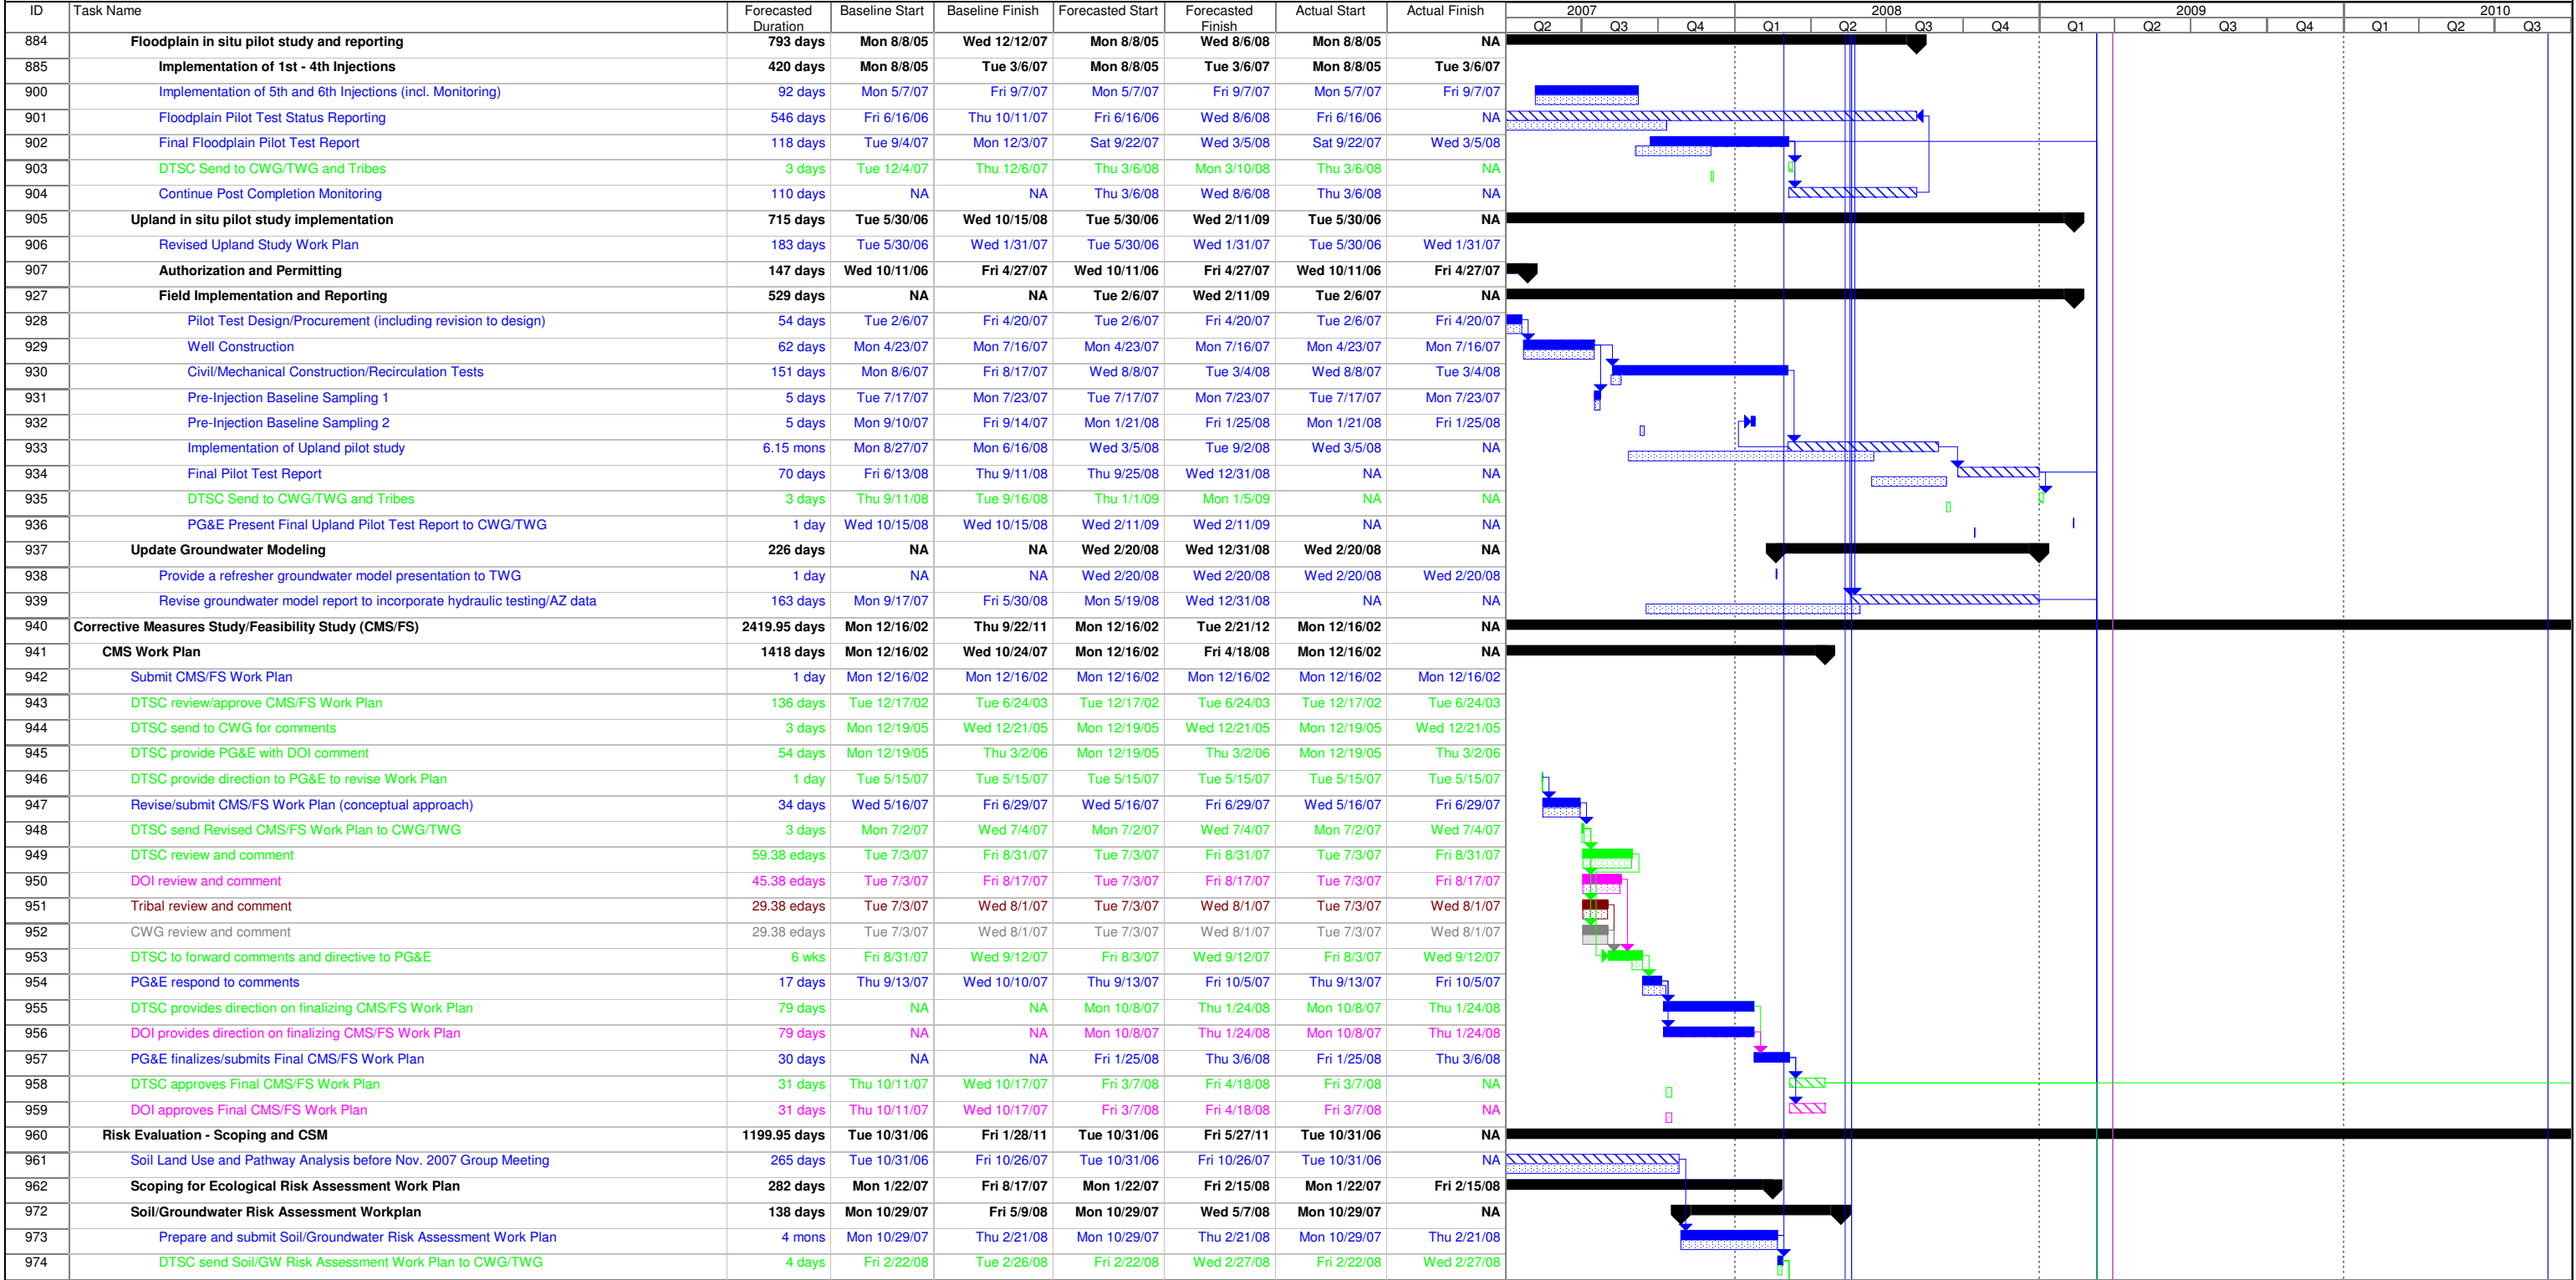 ID Task Name Forecasted Duration Baseline Start Baseline Finish Forecasted Start Forecasted Finish Actual Start Actual Finish 2007 2008 2009 2010
Q2 Q3 Q4 Q1 Q2 Q3 Q4 Q1 Q2 Q3 Q4 Q1 Q2 Q3
884 Floodplain in situ pilot study and reporting 793 days Mon 8/8/05 Wed 12/12/07 Mon 8/8/05 Wed 8/6/08 Mon 8/8/05 NA
885 Implementation of 1st - 4th Injections 420 days Mon 8/8/05 Tue 3/6/07 Mon 8/8/05 Tue 3/6/07 Mon 8/8/05 Tue 3/6/07
900 Implementation of 5th and 6th Injections (incl. Monitoring) 92 days Mon 5/7/07 Fri 9/7/07 Mon 5/7/07 Fri 9/7/07 Mon 5/7/07 Fri 9/7/07
901 Floodplain Pilot Test Status Reporting 546 days Fri 6/16/06 Thu 10/11/07 Fri 6/16/06 Wed 8/6/08 Fri 6/16/06 NA
902 Final Floodplain Pilot Test Report 118 days Tue 9/4/07 Mon 12/3/07 Sat 9/22/07 Wed 3/5/08 Sat 9/22/07 Wed 3/5/08
903 DTSC Send to CWG/TWG and Tribes 3 days Tue 12/4/07 Thu 12/6/07 Thu 3/6/08 Mon 3/10/08 Thu 3/6/08 NA
904 Continue Post Completion Monitoring 110 days NA NA Thu 3/6/08 Wed 8/6/08 Thu 3/6/08 NA
905 Upland in situ pilot study implementation 715 days Tue 5/30/06 Wed 10/15/08 Tue 5/30/06 Wed 2/11/09 Tue 5/30/06 NA
906 Revised Upland Study Work Plan 183 days Tue 5/30/06 Wed 1/31/07 Tue 5/30/06 Wed 1/31/07 Tue 5/30/06 Wed 1/31/07
907 Authorization and Permitting 147 days Wed 10/11/06 Fri 4/27/07 Wed 10/11/06 Fri 4/27/07 Wed 10/11/06 Fri 4/27/07
927 Field Implementation and Reporting 529 days NA NA Tue 2/6/07 Wed 2/11/09 Tue 2/6/07 NA
928 Pilot Test Design/Procurement (including revision to design) 54 days Tue 2/6/07 Fri 4/20/07 Tue 2/6/07 Fri 4/20/07 Tue 2/6/07 Fri 4/20/07
929 Well Construction 62 days Mon 4/23/07 Mon 7/16/07 Mon 4/23/07 Mon 7/16/07 Mon 4/23/07 Mon 7/16/07
930 Civil/Mechanical Construction/Recirculation Tests 151 days Mon 8/6/07 Fri 8/17/07 Wed 8/8/07 Tue 3/4/08 Wed 8/8/07 Tue 3/4/08
931 Pre-Injection Baseline Sampling 1 5 days Tue 7/17/07 Mon 7/23/07 Tue 7/17/07 Mon 7/23/07 Tue 7/17/07 Mon 7/23/07
932 Pre-Injection Baseline Sampling 2 5 days Mon 9/10/07 Fri 9/14/07 Mon 1/21/08 Fri 1/25/08 Mon 1/21/08 Fri 1/25/08
933 Implementation of Upland pilot study 6.15 mons Mon 8/27/07 Mon 6/16/08 Wed 3/5/08 Tue 9/2/08 Wed 3/5/08 NA
934 Final Pilot Test Report 70 days Fri 6/13/08 Thu 9/11/08 Thu 9/25/08 Wed 12/31/08 NA NA
935 DTSC Send to CWG/TWG and Tribes 3 days Thu 9/11/08 Tue 9/16/08 Thu 1/1/09 Mon 1/5/09 NA NA
936 PG&E Present Final Upland Pilot Test Report to CWG/TWG 1 day Wed 10/15/08 Wed 10/15/08 Wed 2/11/09 Wed 2/11/09 NA NA
937 Update Groundwater Modeling 226 days NA NA Wed 2/20/08 Wed 12/31/08 Wed 2/20/08 NA
938 Provide a refresher groundwater model presentation to TWG 1 day NA NA Wed 2/20/08 Wed 2/20/08 Wed 2/20/08 Wed 2/20/08
939 Revise groundwater model report to incorporate hydraulic testing/AZ data 163 days Mon 9/17/07 Fri 5/30/08 Mon 5/19/08 Wed 12/31/08 NA NA
940 Corrective Measures Study/Feasibility Study (CMS/FS) 2419.95 days Mon 12/16/02 Thu 9/22/11 Mon 12/16/02 Tue 2/21/12 Mon 12/16/02 NA
941 CMS Work Plan 1418 days Mon 12/16/02 Wed 10/24/07 Mon 12/16/02 Fri 4/18/08 Mon 12/16/02 NA
942 Submit CMS/FS Work Plan 1 day Mon 12/16/02 Mon 12/16/02 Mon 12/16/02 Mon 12/16/02 Mon 12/16/02 Mon 12/16/02
943 DTSC review/approve CMS/FS Work Plan 136 days Tue 12/17/02 Tue 6/24/03 Tue 12/17/02 Tue 6/24/03 Tue 12/17/02 Tue 6/24/03
944 DTSC send to CWG for comments 3 days Mon 12/19/05 Wed 12/21/05 Mon 12/19/05 Wed 12/21/05 Mon 12/19/05 Wed 12/21/05
945 DTSC provide PG&E with DOI comment 54 days Mon 12/19/05 Thu 3/2/06 Mon 12/19/05 Thu 3/2/06 Mon 12/19/05 Thu 3/2/06
946 DTSC provide direction to PG&E to revise Work Plan 1 day Tue 5/15/07 Tue 5/15/07 Tue 5/15/07 Tue 5/15/07 Tue 5/15/07 Tue 5/15/07
947 Revise/submit CMS/FS Work Plan (conceptual approach) 34 days Wed 5/16/07 Fri 6/29/07 Wed 5/16/07 Fri 6/29/07 Wed 5/16/07 Fri 6/29/07
948 DTSC send Revised CMS/FS Work Plan to CWG/TWG 3 days Mon 7/2/07 Wed 7/4/07 Mon 7/2/07 Wed 7/4/07 Mon 7/2/07 Wed 7/4/07
949 DTSC review and comment 59.38 edays Tue 7/3/07 Fri 8/31/07 Tue 7/3/07 Fri 8/31/07 Tue 7/3/07 Fri 8/31/07
950 DOI review and comment 45.38 edays Tue 7/3/07 Fri 8/17/07 Tue 7/3/07 Fri 8/17/07 Tue 7/3/07 Fri 8/17/07
951 Tribal review and comment 29.38 edays Tue 7/3/07 Wed 8/1/07 Tue 7/3/07 Wed 8/1/07 Tue 7/3/07 Wed 8/1/07
952 CWG review and comment 29.38 edays Tue 7/3/07 Wed 8/1/07 Tue 7/3/07 Wed 8/1/07 Tue 7/3/07 Wed 8/1/07
953 DTSC to forward comments and directive to PG&E 6 wks Fri 8/31/07 Wed 9/12/07 Fri 8/3/07 Wed 9/12/07 Fri 8/3/07 Wed 9/12/07
954 PG&E respond to comments 17 days Thu 9/13/07 Wed 10/10/07 Thu 9/13/07 Fri 10/5/07 Thu 9/13/07 Fri 10/5/07
955 DTSC provides direction on finalizing CMS/FS Work Plan 79 days NA NA Mon 10/8/07 Thu 1/24/08 Mon 10/8/07 Thu 1/24/08
956 DOI provides direction on finalizing CMS/FS Work Plan 79 days NA NA Mon 10/8/07 Thu 1/24/08 Mon 10/8/07 Thu 1/24/08
957 PG&E finalizes/submits Final CMS/FS Work Plan 30 days NA NA Fri 1/25/08 Thu 3/6/08 Fri 1/25/08 Thu 3/6/08
958 DTSC approves Final CMS/FS Work Plan 31 days Thu 10/11/07 Wed 10/17/07 Fri 3/7/08 Fri 4/18/08 Fri 3/7/08 NA
959 DOI approves Final CMS/FS Work Plan 31 days Thu 10/11/07 Wed 10/17/07 Fri 3/7/08 Fri 4/18/08 Fri 3/7/08 NA
960 Risk Evaluation - Scoping and CSM 1199.95 days Tue 10/31/06 Fri 1/28/11 Tue 10/31/06 Fri 5/27/11 Tue 10/31/06 NA
961 Soil Land Use and Pathway Analysis before Nov. 2007 Group Meeting 265 days Tue 10/31/06 Fri 10/26/07 Tue 10/31/06 Fri 10/26/07 Tue 10/31/06 NA
962 Scoping for Ecological Risk Assessment Work Plan 282 days Mon 1/22/07 Fri 8/17/07 Mon 1/22/07 Fri 2/15/08 Mon 1/22/07 Fri 2/15/08
972 Soil/Groundwater Risk Assessment Workplan 138 days Mon 10/29/07 Fri 5/9/08 Mon 10/29/07 Wed 5/7/08 Mon 10/29/07 NA
973 Prepare and submit Soil/Groundwater Risk Assessment Work Plan 4 mons Mon 10/29/07 Thu 2/21/08 Mon 10/29/07 Thu 2/21/08 Mon 10/29/07 Thu 2/21/08
974 DTSC send Soil/GW Risk Assessment Work Plan to CWG/TWG 4 days Fri 2/22/08 Tue 2/26/08 Fri 2/22/08 Wed 2/27/08 Fri 2/22/08 Wed 2/27/08